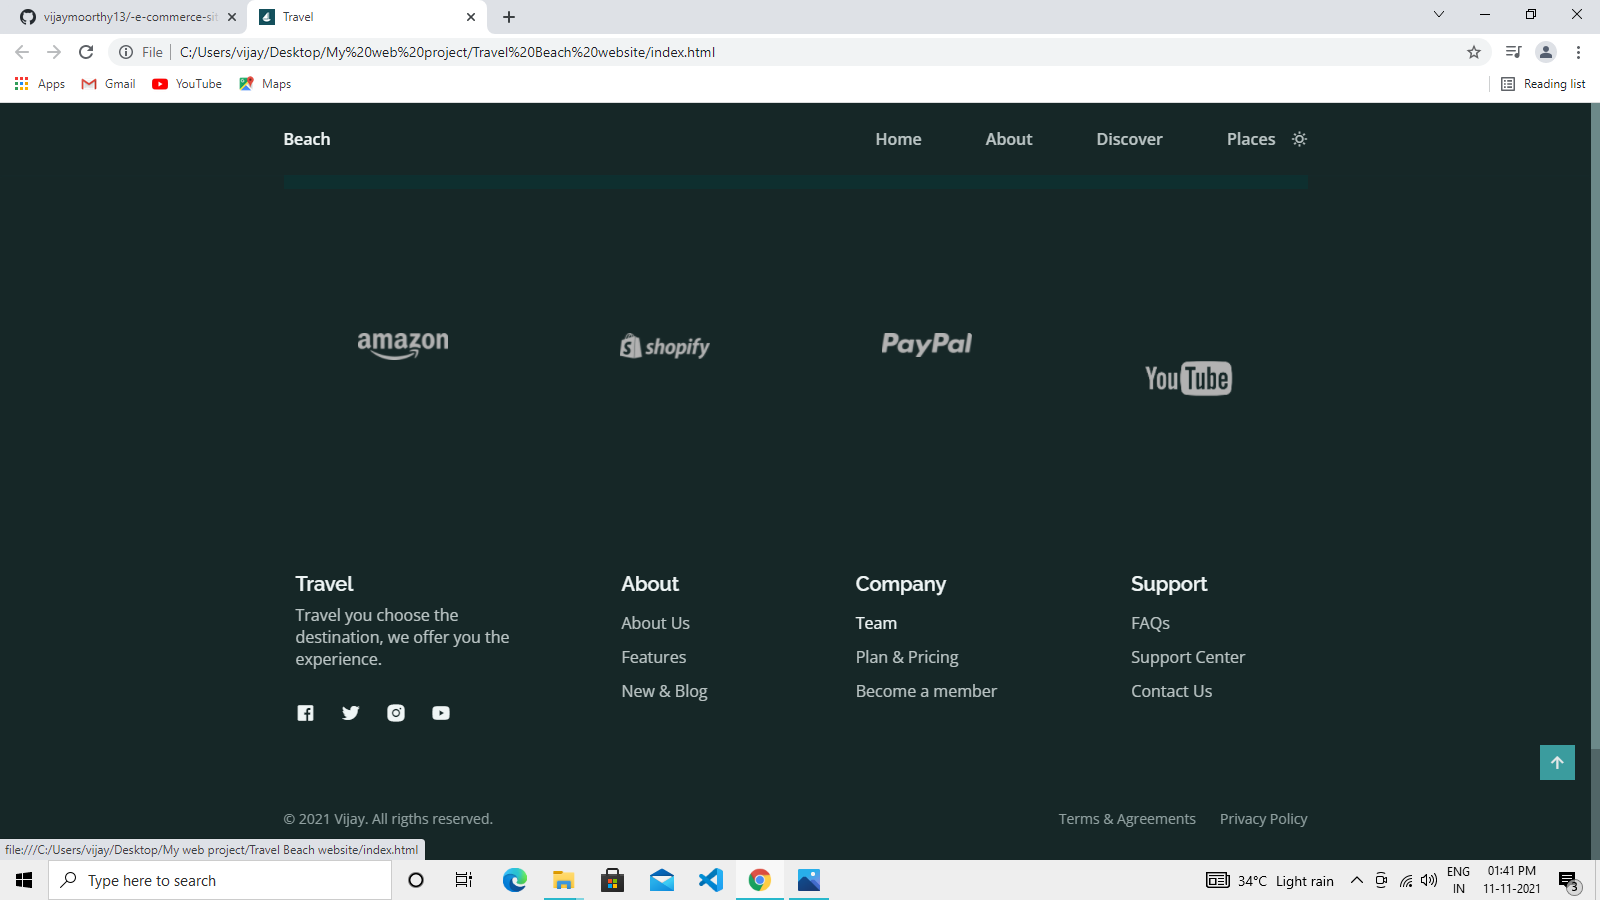 vijaymoorthy13/-e-commerce-sit
Travel
File
C:/Users/vijay/Desktop/My%20web%20project/Travel%20Beach%20website/index.html
Apps
Gmail
YouTube
Maps
Reading list
Beach
Home
About
Discover
Places
amazon
shopify
PayPal
YouTube
Travel
Travel you choose the
destination, we offer you the
experience.
About
About Us
Features
New & Blog
Company
Team
Plan & Pricing
Become a member
Support
FAQs
Support Center
Contact Us
© 2021 Vijay. All rigths reserved.
Terms & Agreements
Privacy Policy
file:///C:/Users/vijay/Desktop/My web project/Travel Beach website/index.html
Type here to search
34°C Light rain
ENG
IN
01:41 PM
11-11-2021
3